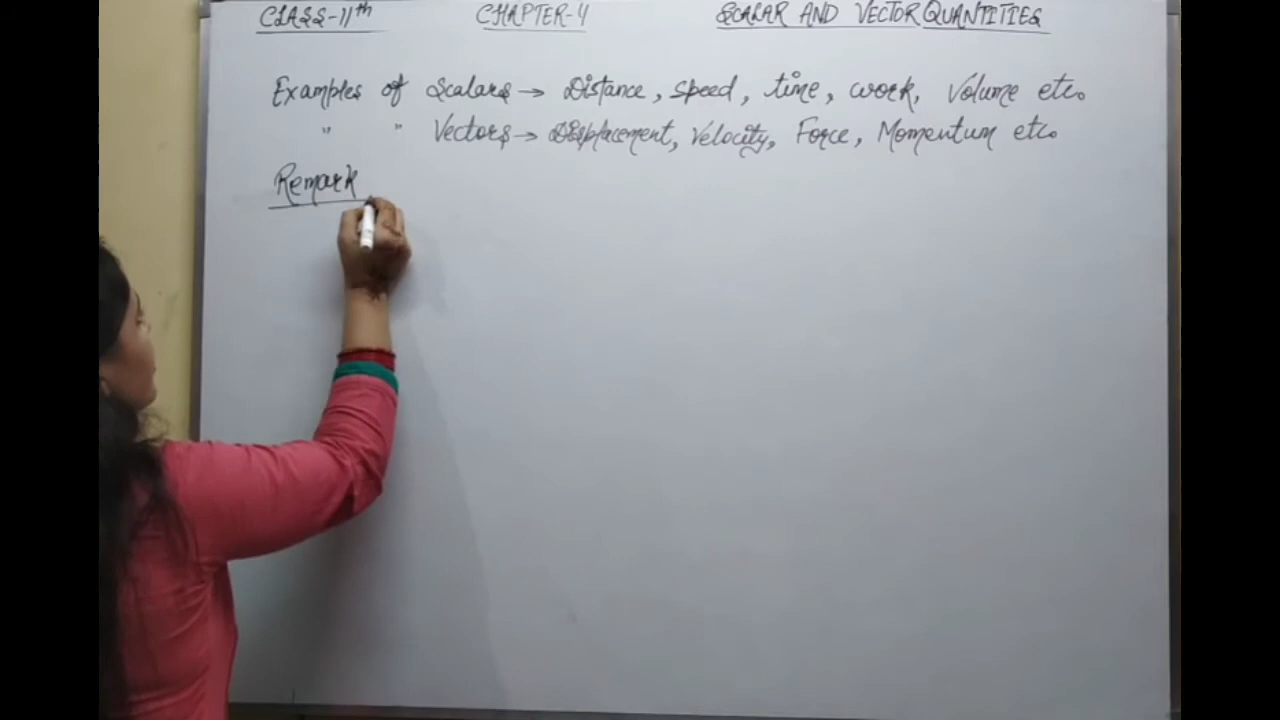 CLASS-11th CHAPTER-4 SCALAR AND VECTOR QUANTITIES
Examples of Scalars → Distance, Speed, time, work, Volume etc.
" " Vectors → Displacement, Velocity, Force, Momentum etc.
Remark